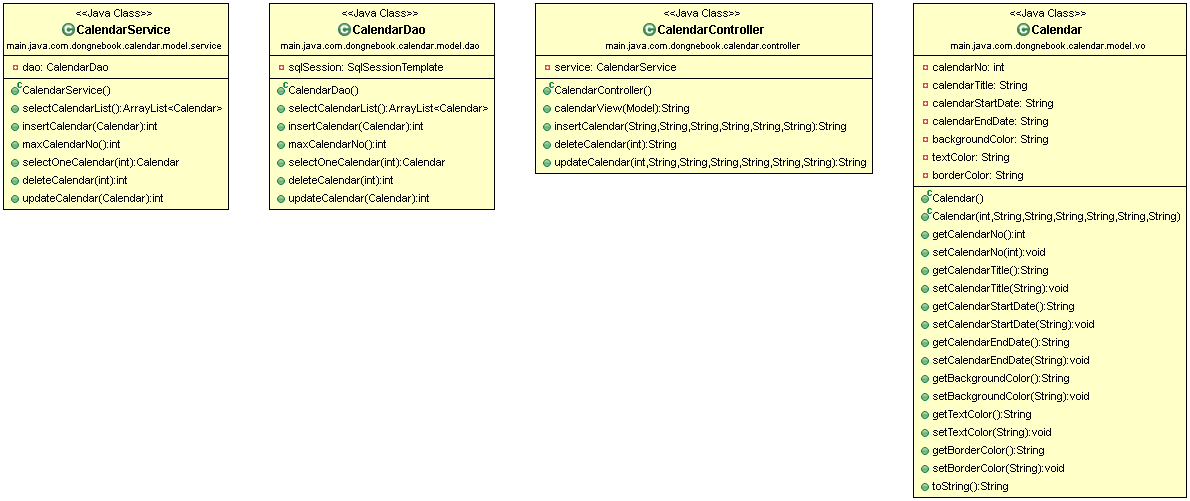 <<Java Class>>
CalendarService
main.java.com.dongnebook.calendar.model.service
dao: CalendarDao
CalendarService()
selectCalendarList():ArrayList<Calendar>
insertCalendar(Calendar):int
maxCalendarNo():int
selectOneCalendar(int):Calendar
deleteCalendar(int):int
updateCalendar(Calendar):int
<<Java Class>>
CalendarDao
main.java.com.dongnebook.calendar.model.dao
sqlSession: SqlSessionTemplate
CalendarDao()
selectCalendarList():ArrayList<Calendar>
insertCalendar(Calendar):int
maxCalendarNo():int
selectOneCalendar(int):Calendar
deleteCalendar(int):int
updateCalendar(Calendar):int
<<Java Class>>
CalendarController
main.java.com.dongnebook.calendar.controller
service: CalendarService
CalendarController()
calendarView(Model):String
insertCalendar(String,String,String,String,String,String):String
deleteCalendar(int):String
updateCalendar(int,String,String,String,String,String,String):String
<<Java Class>>
Calendar
main.java.com.dongnebook.calendar.model.vo
calendarNo: int
calendarTitle: String
calendarStartDate: String
calendarEndDate: String
backgroundColor: String
textColor: String
borderColor: String
Calendar()
Calendar(int,String,String,String,String,String,String)
getCalendarNo():int
setCalendarNo(int):void
getCalendarTitle():String
setCalendarTitle(String):void
getCalendarStartDate():String
setCalendarStartDate(String):void
getCalendarEndDate():String
setCalendarEndDate(String):void
getBackgroundColor():String
setBackgroundColor(String):void
getTextColor():String
setTextColor(String):void
getBorderColor():String
setBorderColor(String):void
toString():String